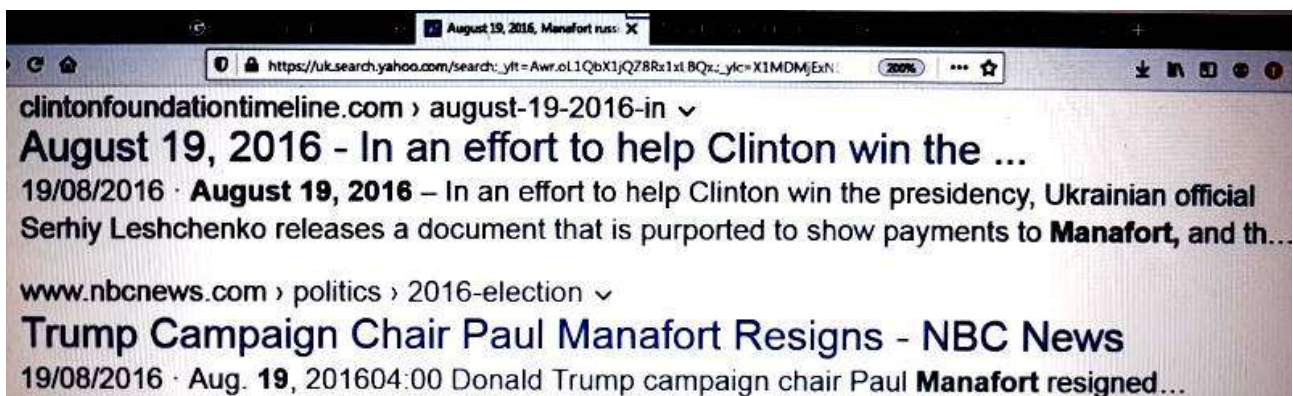 August 19, 2016, Manafort russ X
https://uk.search.yahoo.com/search;_ylt=Awr.oL1QbX1jQZ8Rx1xLBQx.;_ylc=X1MDMjExN 200% ...
clintonfoundationtimeline.com › august-19-2016-in
August 19, 2016 - In an effort to help Clinton win the ...
19/08/2016 · August 19, 2016 – In an effort to help Clinton win the presidency, Ukrainian official
Serhiy Leshchenko releases a document that is purported to show payments to Manafort, and th...
www.nbcnews.com › politics › 2016-election
Trump Campaign Chair Paul Manafort Resigns - NBC News
19/08/2016 · Aug. 19, 201604:00 Donald Trump campaign chair Paul Manafort resigned...